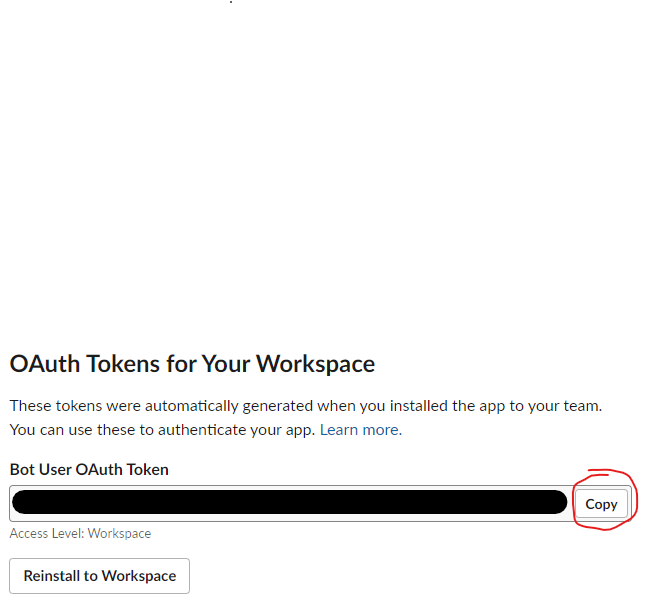 OAuth Tokens for Your Workspace
These tokens were automatically generated when you installed the app to your team.
You can use these to authenticate your app. Learn more.
Bot User OAuth Token
Copy
Access Level: Workspace
Reinstall to Workspace